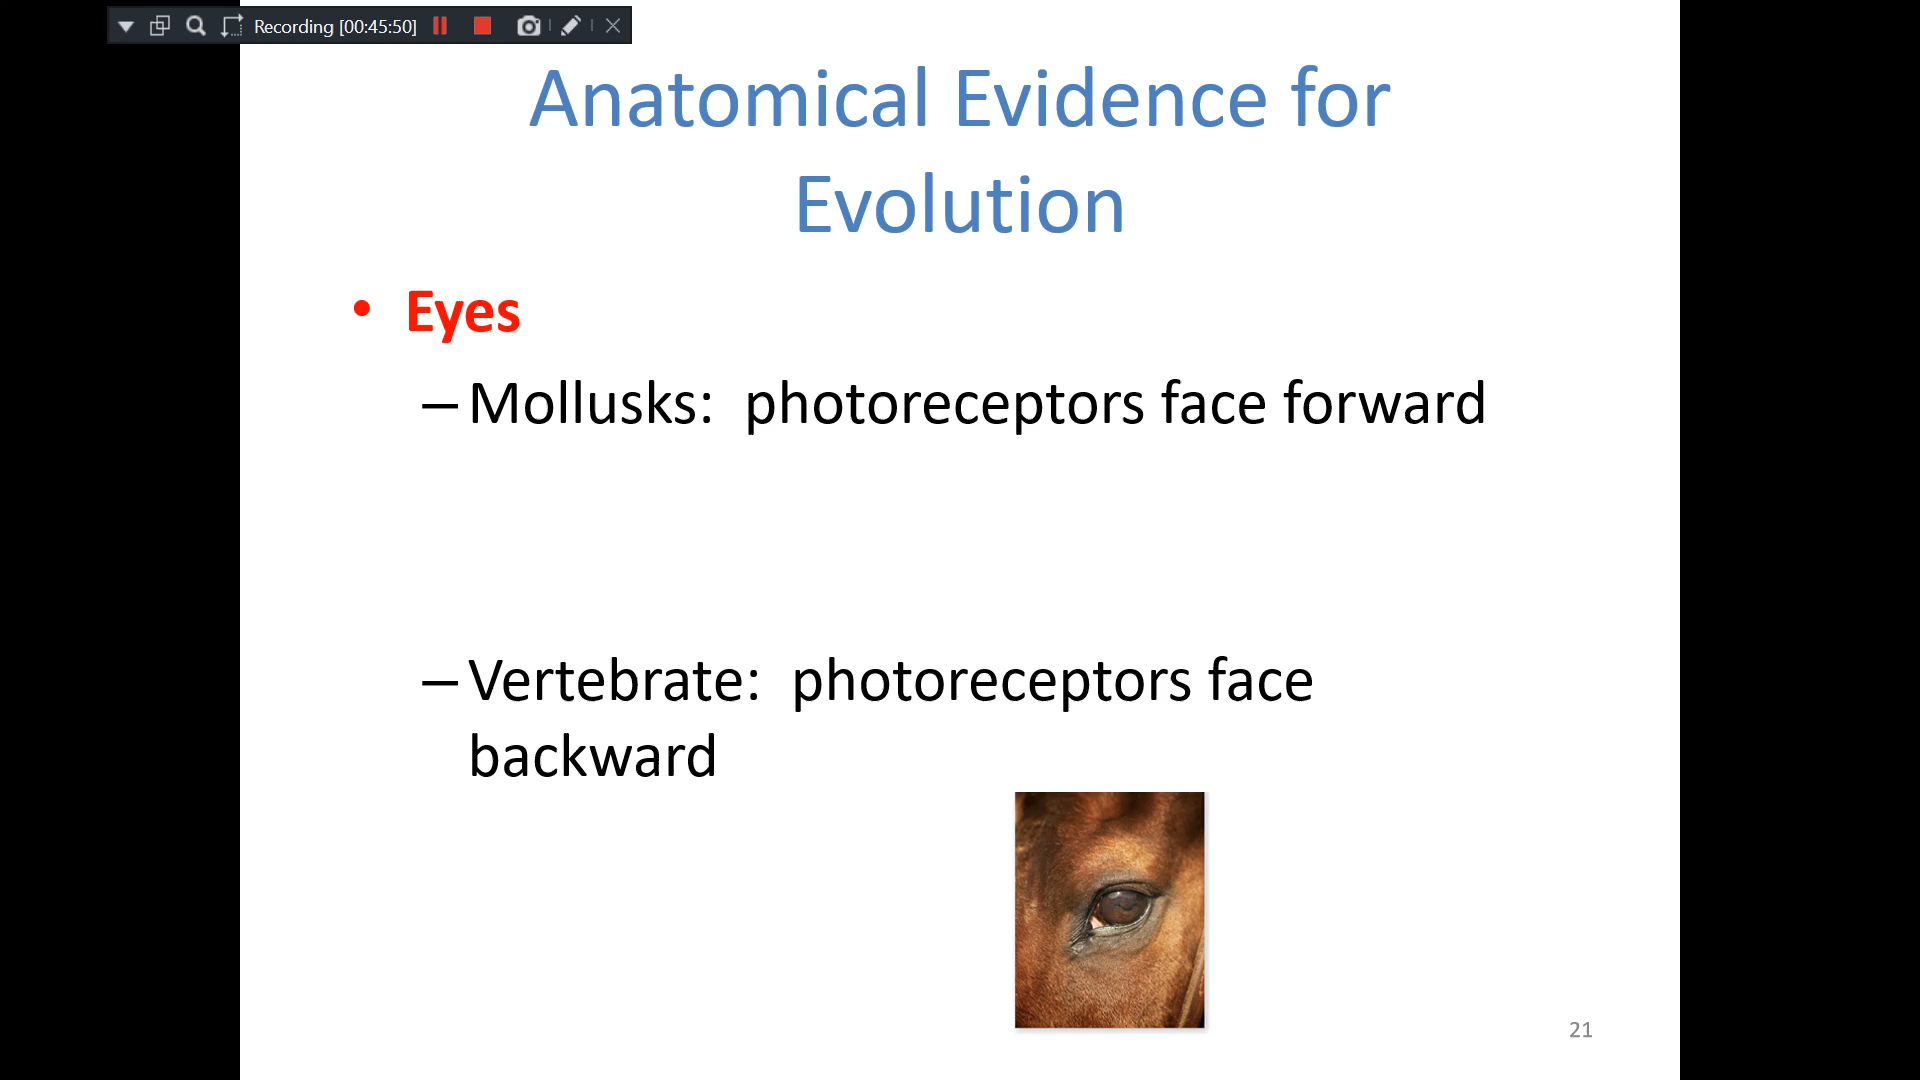 Recording [00:45:50]
Anatomical Evidence for
Evolution
• Eyes
– Mollusks:  photoreceptors face forward
– Vertebrate:  photoreceptors face
backward
21